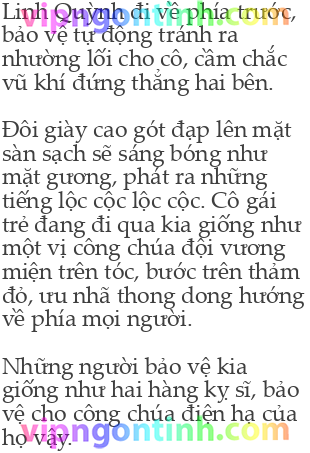 Linh Quỳnh đi về phía trước,
bảo vệ tự động tránh ra
nhường lối cho cô, cầm chắc
vũ khí đứng thẳng hai bên.
Đôi giày cao gót đạp lên mặt
sàn sạch sẽ sáng bóng như
mặt gương, phát ra những
tiếng lộc cộc lộc cộc. Cô gái
trẻ đang đi qua kia giống như
một vị công chúa đội vương
miện trên tóc, bước trên thảm
đỏ, ưu nhã thong dong hướng
về phía mọi người.
Những người bảo vệ kia
giống như hai hàng kỵ sĩ, bảo
vệ cho công chúa điện hạ của
họ vậy.
vipngontinh.com
vipngontinh.com
vipngontinh.com